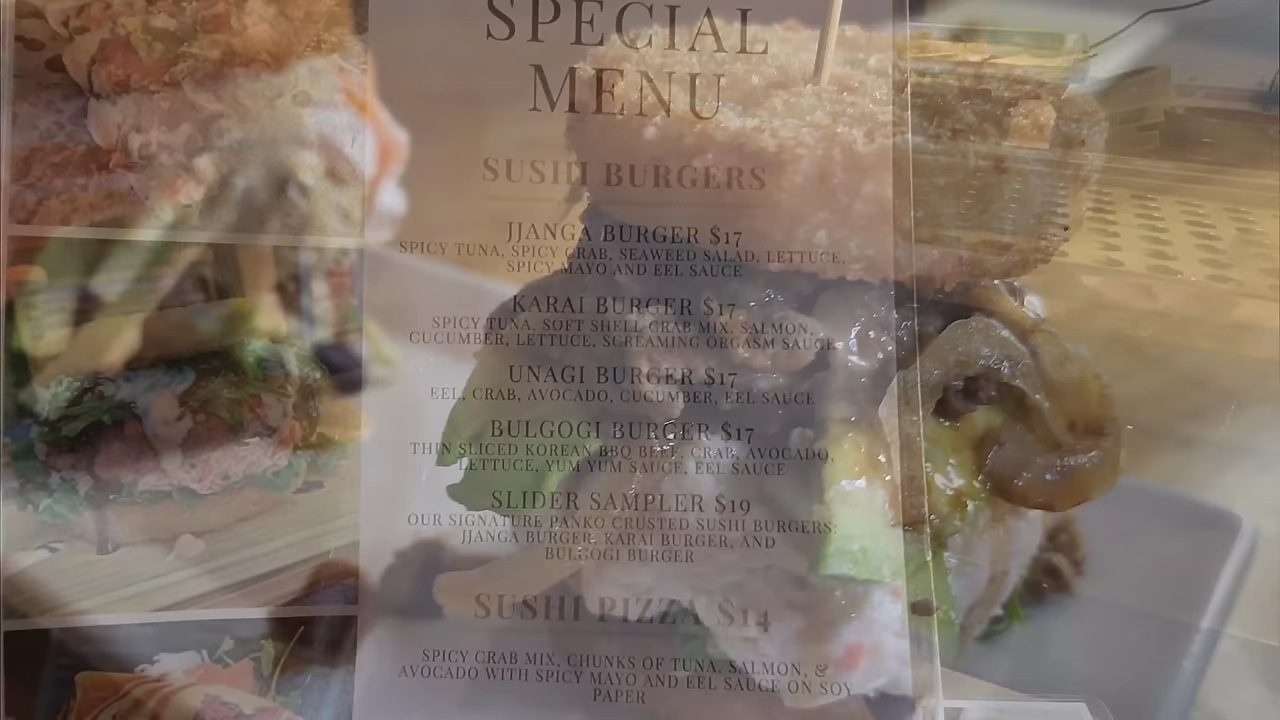 SPECIAL
MENU
SUSHI BURGERS
JJANGA BURGER $17
SPICY TUNA, SPICY CRAB, SEAWEED SALAD, LETTUCE,
SPICY MAYO AND EEL SAUCE
KARAI BURGER $17
SPICY TUNA, SOFT SHELL CRAB MIX, SALMON,
CUCUMBER, LETTUCE, SCREAMING ORGASM SAUCE
UNAGI BURGER $17
EEL, CRAB, AVOCADO, CUCUMBER, EEL SAUCE
BULGOGI BURGER $17
THIN SLICED KOREAN BBQ BEEF, CRAB, AVOCADO,
LETTUCE, YUM YUM SAUCE, EEL SAUCE
SLIDER SAMPLER $19
OUR SIGNATURE PANKO CRUSTED SUSHI BURGERS:
JJANGA BURGER, KARAI BURGER, AND
BULGOGI BURGER
SUSHI PIZZA $14
SPICY CRAB MIX, CHUNKS OF TUNA, SALMON, &
AVOCADO WITH SPICY MAYO AND EEL SAUCE ON SOY
PAPER